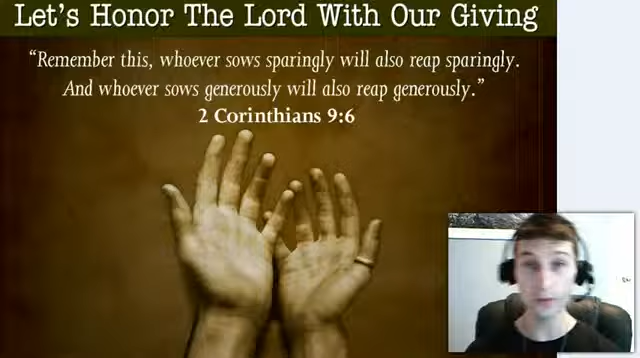 Let's Honor The Lord With Our Giving
“Remember this, whoever sows sparingly will also reap sparingly.
And whoever sows generously will also reap generously.”
2 Corinthians 9:6